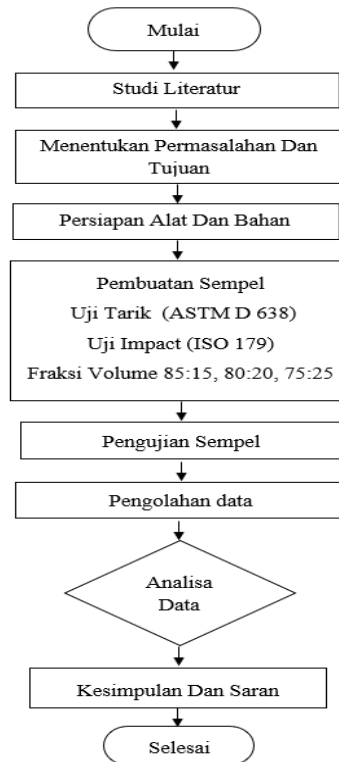 Mulai
Studi Literatur
Menentukan Permasalahan Dan
Tujuan
Persiapan Alat Dan Bahan
Pembuatan Sempel
Uji Tarik (ASTM D 638)
Uji Impact (ISO 179)
Fraksi Volume 85:15, 80:20, 75:25
Pengujian Sempel
Pengolahan data
Analisa
Data
Kesimpulan Dan Saran
Selesai